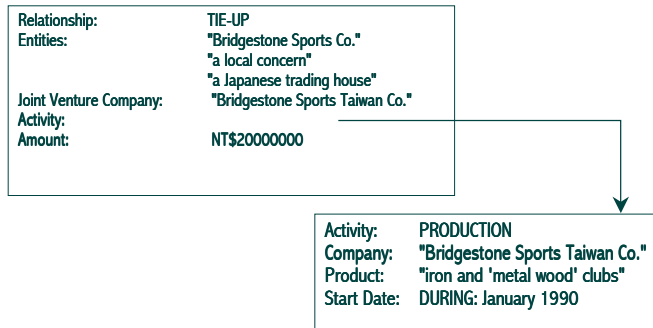 Relationship: TIE-UP
Entities: "Bridgestone Sports Co."
"a local concern"
"a Japanese trading house"
Joint Venture Company: "Bridgestone Sports Taiwan Co."
Activity:
Amount: NT$20000000
Activity: PRODUCTION
Company: "Bridgestone Sports Taiwan Co."
Product: "iron and 'metal wood' clubs"
Start Date: DURING: January 1990